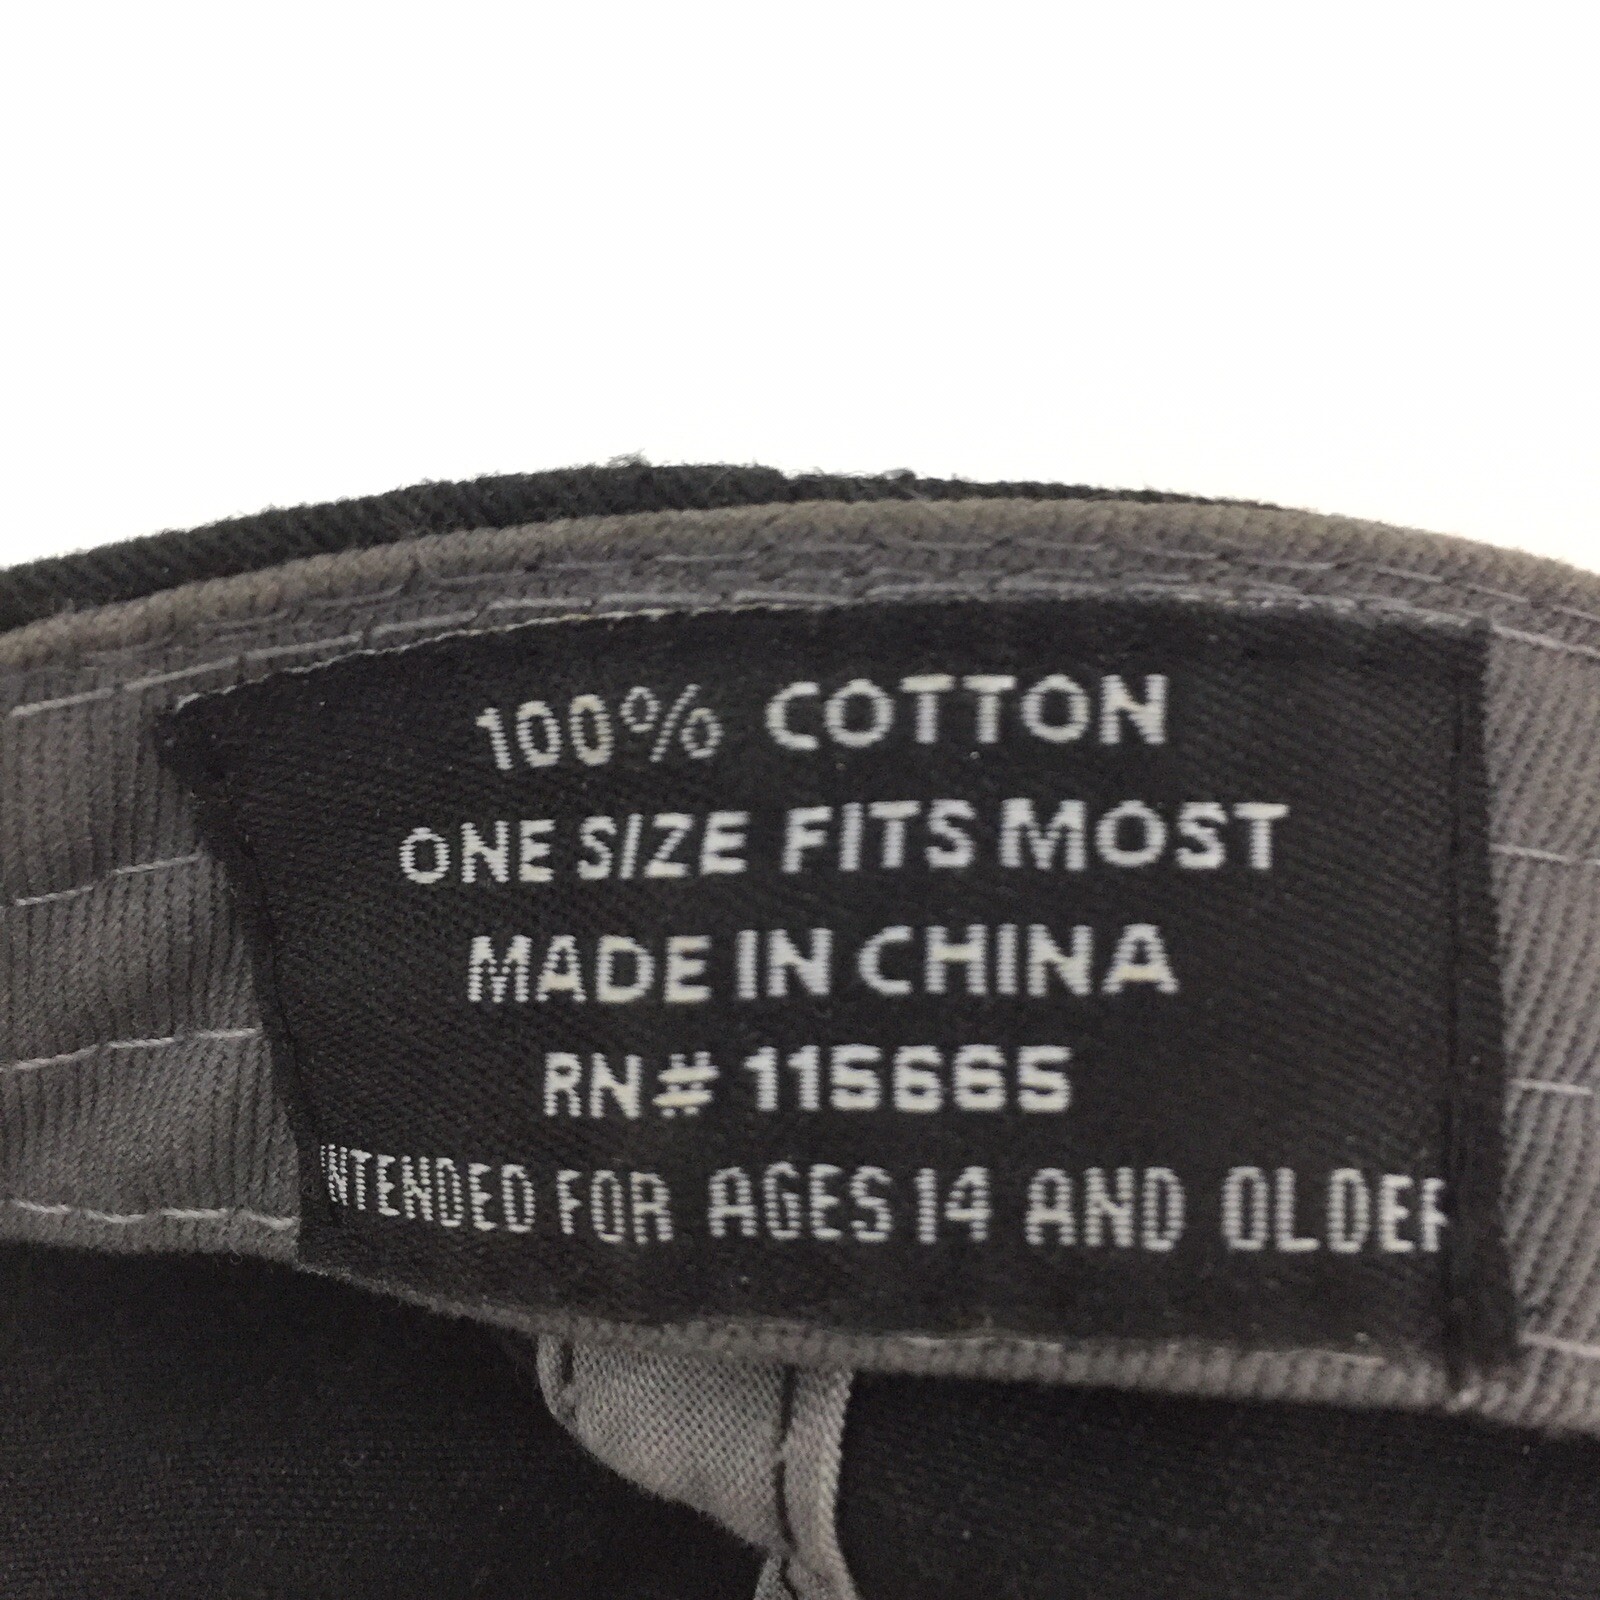 100% COTTON
ONE SIZE FITS MOST
MADE IN CHINA
RN# 115665
INTENDED FOR AGES 14 AND OLDER